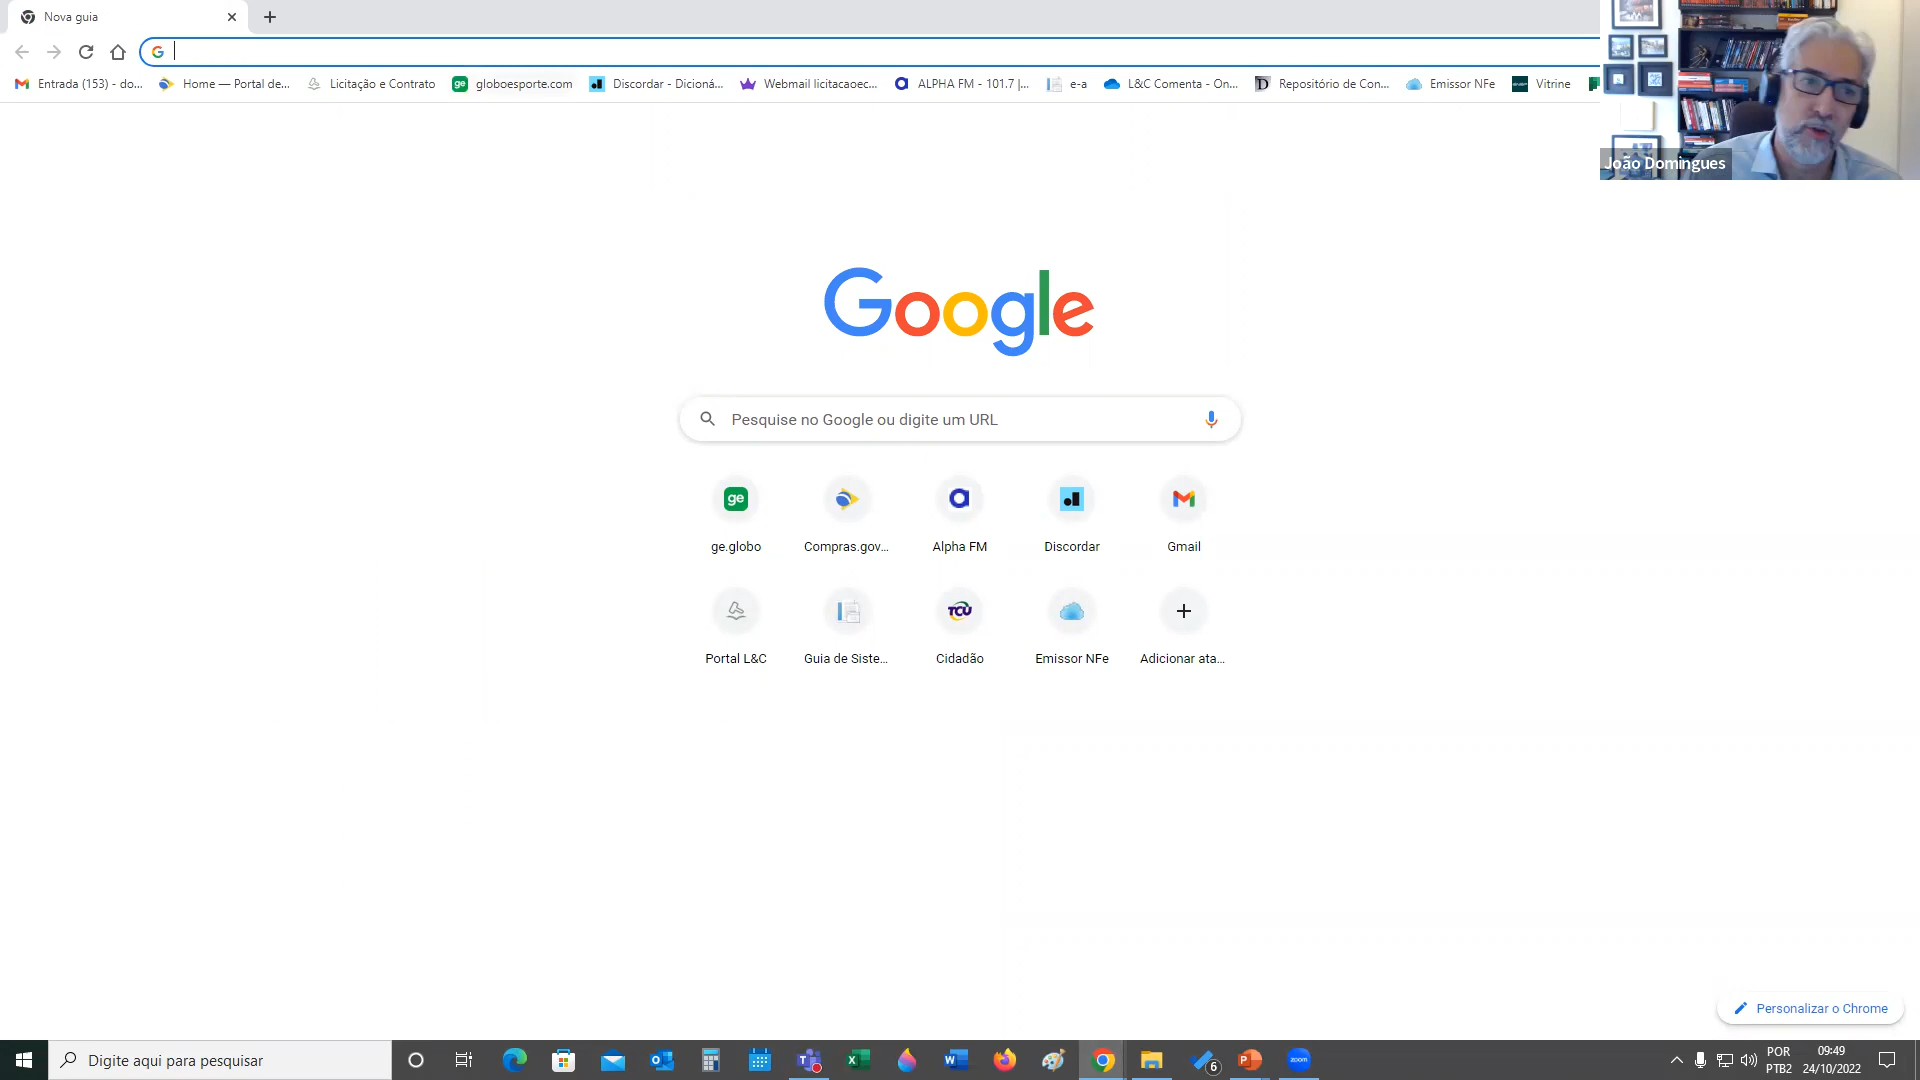 Nova guia
Entrada (153) - do...
Home — Portal de...
Licitação e Contrato
ge
globoesporte.com
Discordar - Dicioná...
Webmail licitacaoec...
ALPHA FM - 101.7 |...
e-a
L&C Comenta - On...
Repositório de Con...
Emissor NFe
Vitrine
João Domingues
Google
Pesquise no Google ou digite um URL
ge
ge.globo
Compras.gov...
Alpha FM
Discordar
Gmail
TCU
Portal L&C
Guia de Siste...
Cidadão
Emissor NFe
Adicionar ata...
Personalizar o Chrome
Digite aqui para pesquisar
6
zoom
POR
PTB2
09:49
24/10/2022